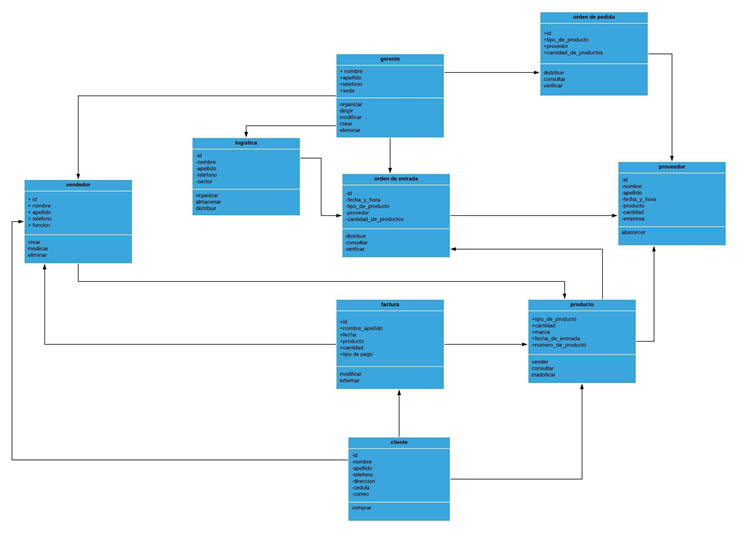 orden de pedido
+id
+tipo_de_producto
+provedor
+cantidad_de_productos
distribuir
consultar
verificar
gerente
+ nombre
+apellido
+telefono
+sede
organizar
dirigir
modificar
crear
eleminar
logistica
-id
-nombre
-apellido
-telefono
-sector
organizar
almacenar
distribuir
orden de entrada
-id
-fecha_y_hora
-tipo_de_producto
-provedor
-cantidad_de_productos
distribuir
consultar
verificar
proveedor
-id
-nombre
-apellido
-fecha_y_hora
-producto
-cantidad
-empresa
abastecer
vendedor
+ id
+ nombre
+ apellido
+ telefono
+ funcion
crear
modificar
eliminar
factura
+id
+nombre_apellido
+fecha
+producto
+cantidad
+tipo de pago
modificar
informar
producto
+tipo_de_producto
+cantidad
+marca
+fecha_de_entrada
+numero_de_producto
vender
consultar
madoficar
cliente
-id
-nombre
-apellido
-telefono
-direccion
-cedula
-correo
comprar